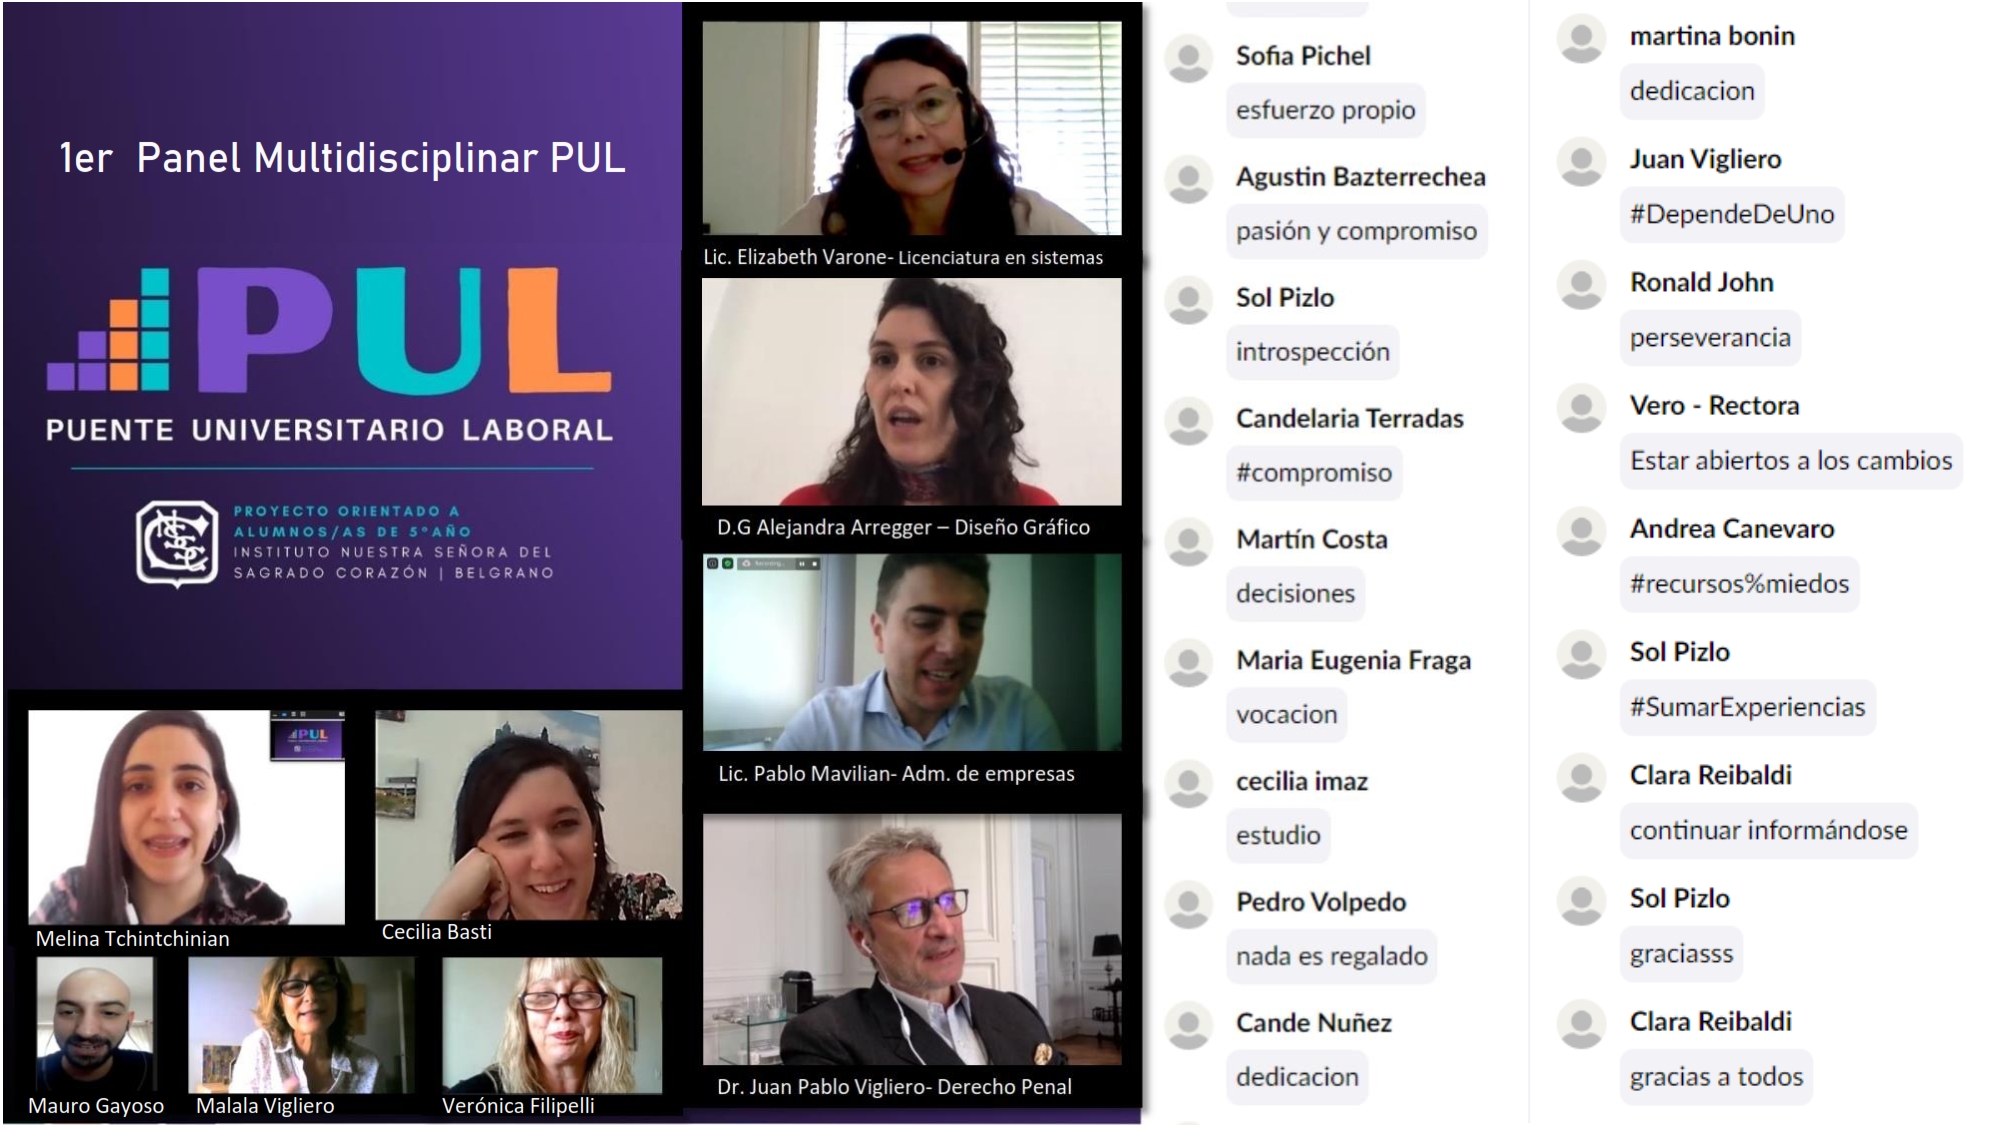 1er Panel Multidisciplinar PUL
PUL
PUENTE UNIVERSITARIO LABORAL
PROYECTO ORIENTADO A
ALUMNOS/AS DE 5°AÑO
INSTITUTO NUESTRA SEÑORA DEL
SAGRADO CORAZÓN | BELGRANO
PUL
Melina Tchintchinian
Cecilia Basti
Mauro Gayoso
Malala Vigliero
Verónica Filipelli
Lic. Elizabeth Varone- Licenciatura en sistemas
D.G Alejandra Arregger – Diseño Gráfico
Recording...
Lic. Pablo Mavilian- Adm. de empresas
Dr. Juan Pablo Vigliero- Derecho Penal
Sofia Pichel
esfuerzo propio
Agustin Bazterrechea
pasión y compromiso
Sol Pizlo
introspección
Candelaria Terradas
#compromiso
Martín Costa
decisiones
Maria Eugenia Fraga
vocacion
cecilia imaz
estudio
Pedro Volpedo
nada es regalado
Cande Nuñez
dedicacion
martina bonin
dedicacion
Juan Vigliero
#DependeDeUno
Ronald John
perseverancia
Vero - Rectora
Estar abiertos a los cambios
Andrea Canevaro
#recursos%miedos
Sol Pizlo
#SumarExperiencias
Clara Reibaldi
continuar informándose
Sol Pizlo
graciasss
Clara Reibaldi
gracias a todos